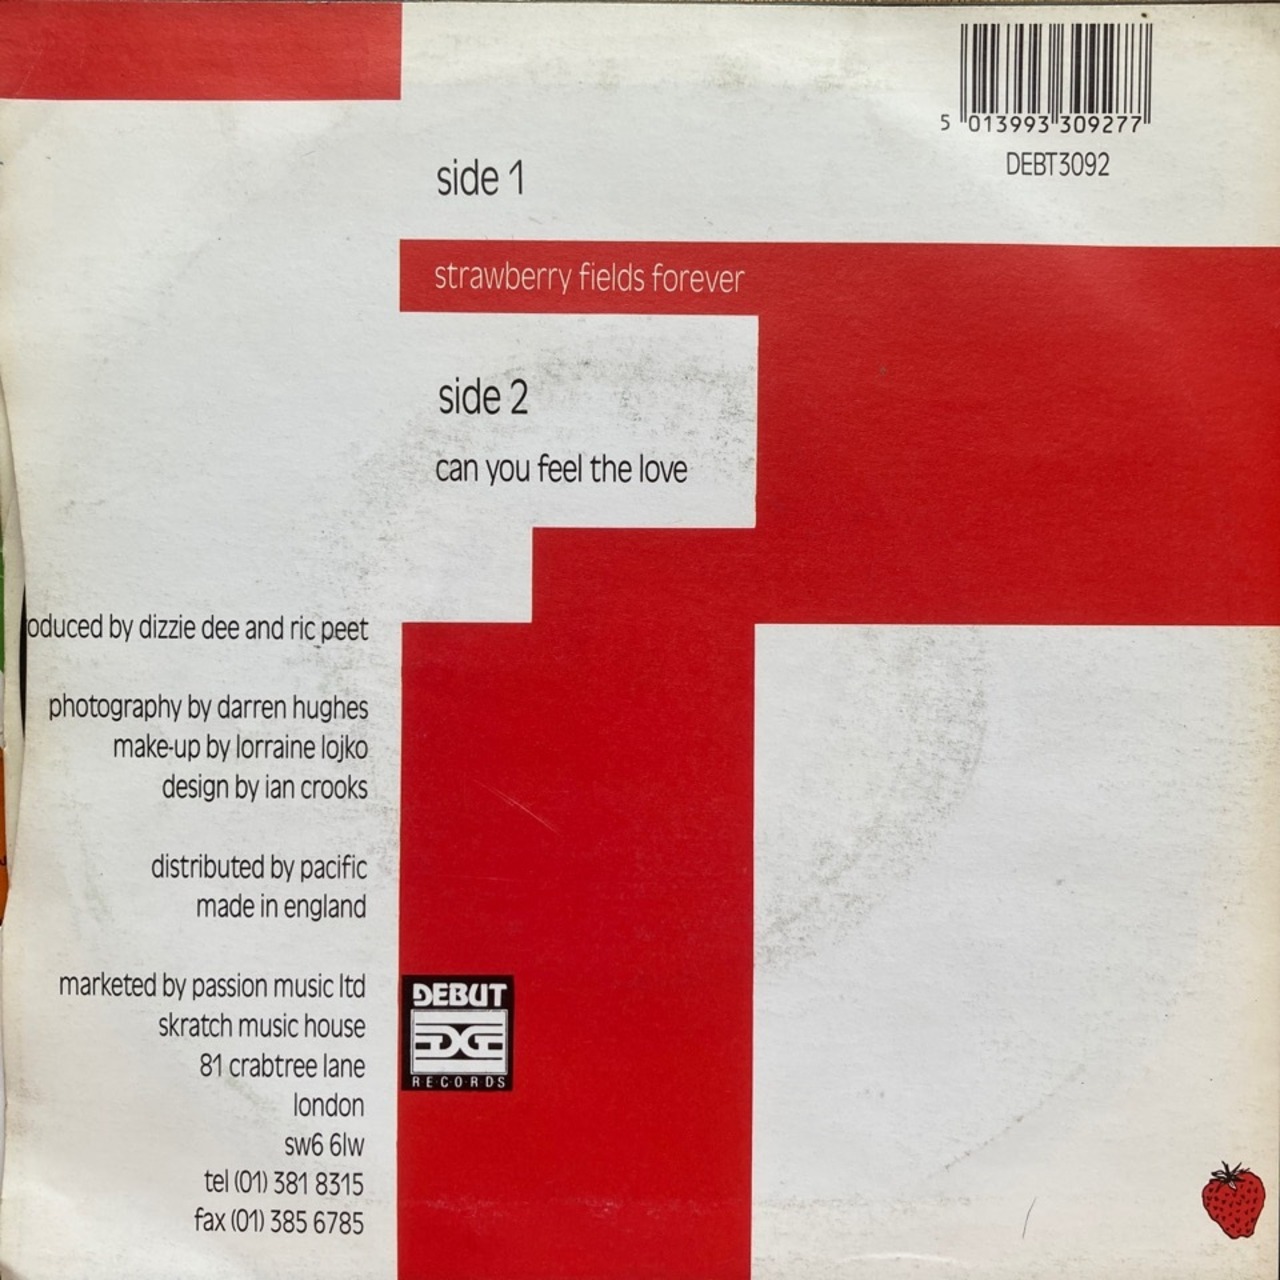 5 013993 309277
DEBT3092
side 1
strawberry fields forever
side 2
can you feel the love
oduced by dizzie dee and ric peet
photography by darren hughes
make-up by lorraine lojko
design by ian crooks
distributed by pacific
made in england
marketed by passion music ltd
skratch music house
81 crabtree lane
london
sw6 6lw
tel (01) 381 8315
fax (01) 385 6785
DEBUT
RECORDS